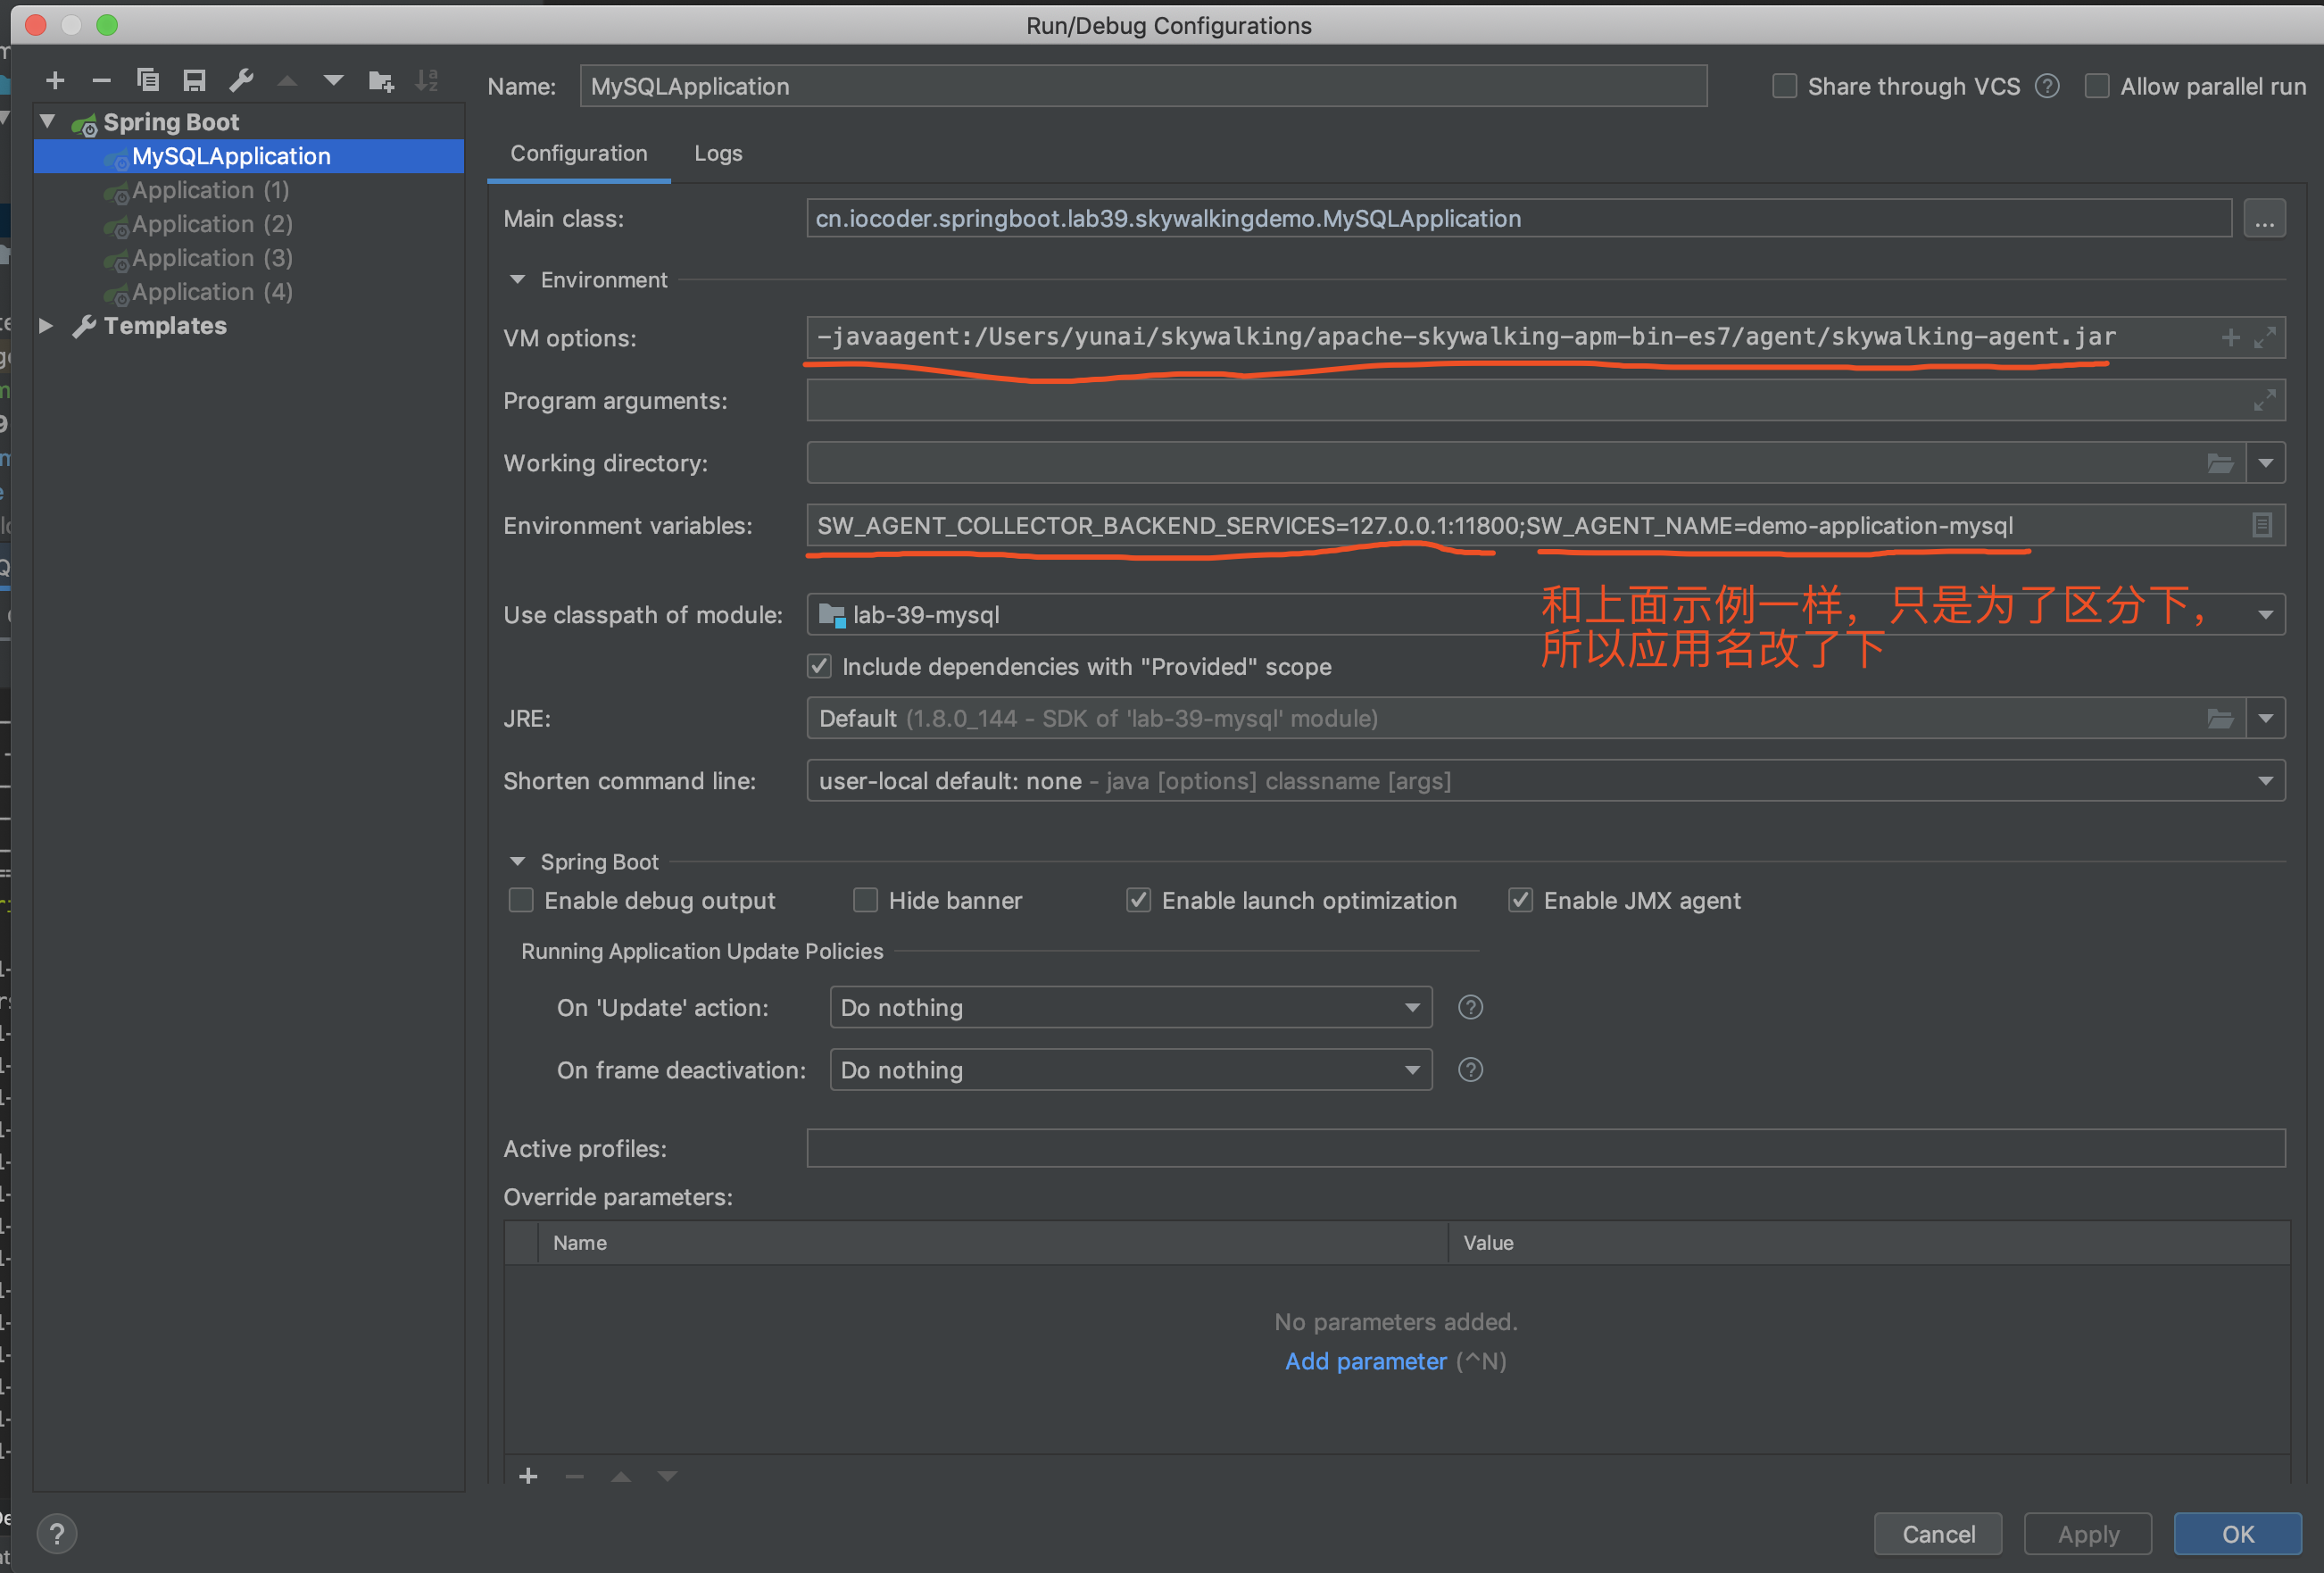 Run/Debug Configurations
Name: MySQLApplication Share through VCS ? Allow parallel run
Spring Boot
MySQLApplication
Application (1)
Application (2)
Application (3)
Application (4)
Templates
Configuration Logs
Main class: cn.iocoder.springboot.lab39.skywalkingdemo.MySQLApplication ...
Environment
VM options: -javaagent:/Users/yunai/skywalking/apache-skywalking-apm-bin-es7/agent/skywalking-agent.jar
Program arguments:
Working directory:
Environment variables: SW_AGENT_COLLECTOR_BACKEND_SERVICES=127.0.0.1:11800;SW_AGENT_NAME=demo-application-mysql
和上面示例一样，只是为了区分下，
所以应用名改了下
Use classpath of module: lab-39-mysql
Include dependencies with "Provided" scope
JRE: Default (1.8.0_144 - SDK of 'lab-39-mysql' module)
Shorten command line: user-local default: none - java [options] classname [args]
Spring Boot
Enable debug output Hide banner Enable launch optimization Enable JMX agent
Running Application Update Policies
On 'Update' action: Do nothing ?
On frame deactivation: Do nothing ?
Active profiles:
Override parameters:
Name Value
No parameters added.
Add parameter (^N)
? Cancel Apply OK